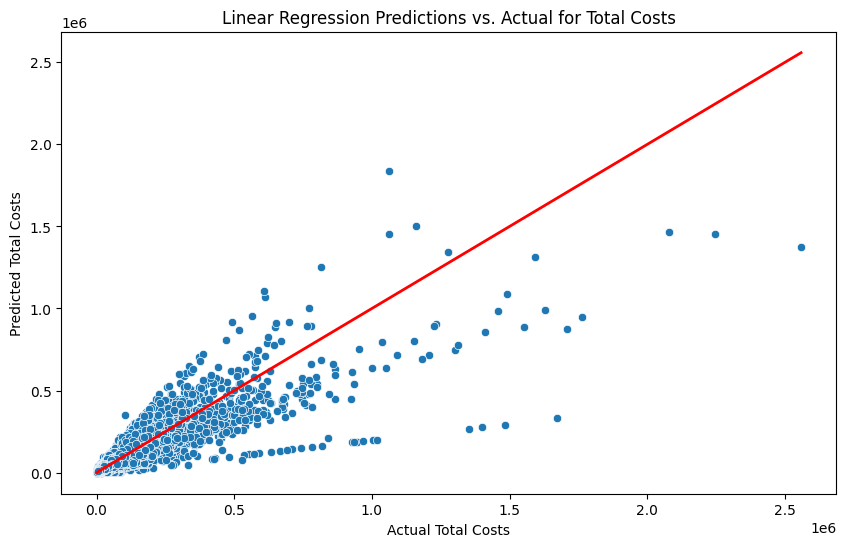 Linear Regression Predictions vs. Actual for Total Costs
1e6
2.5
2.0
1.5
1.0
0.5
0.0
Predicted Total Costs
0.0 0.5 1.0 1.5 2.0 2.5
Actual Total Costs
1e6